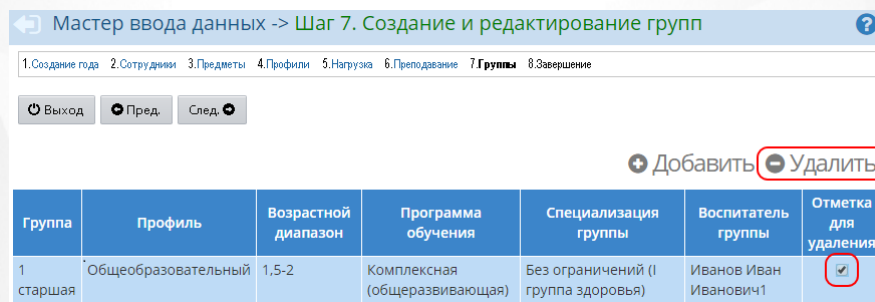 Мастер ввода данных -> Шаг 7. Создание и редактирование групп ?
1.Создание года 2.Сотрудники 3.Предметы 4.Профили 5.Нагрузка 6.Преподавание 7.Группы 8.Завершение
Выход Пред. След.
Добавить Удалить
Группа Профиль Возрастной диапазон Программа обучения Специализация группы Воспитатель группы Отметка для удаления
1 старшая Общеобразовательный 1,5-2 Комплексная (общеразвивающая) Без ограничений (I группа здоровья) Иванов Иван Иванович1